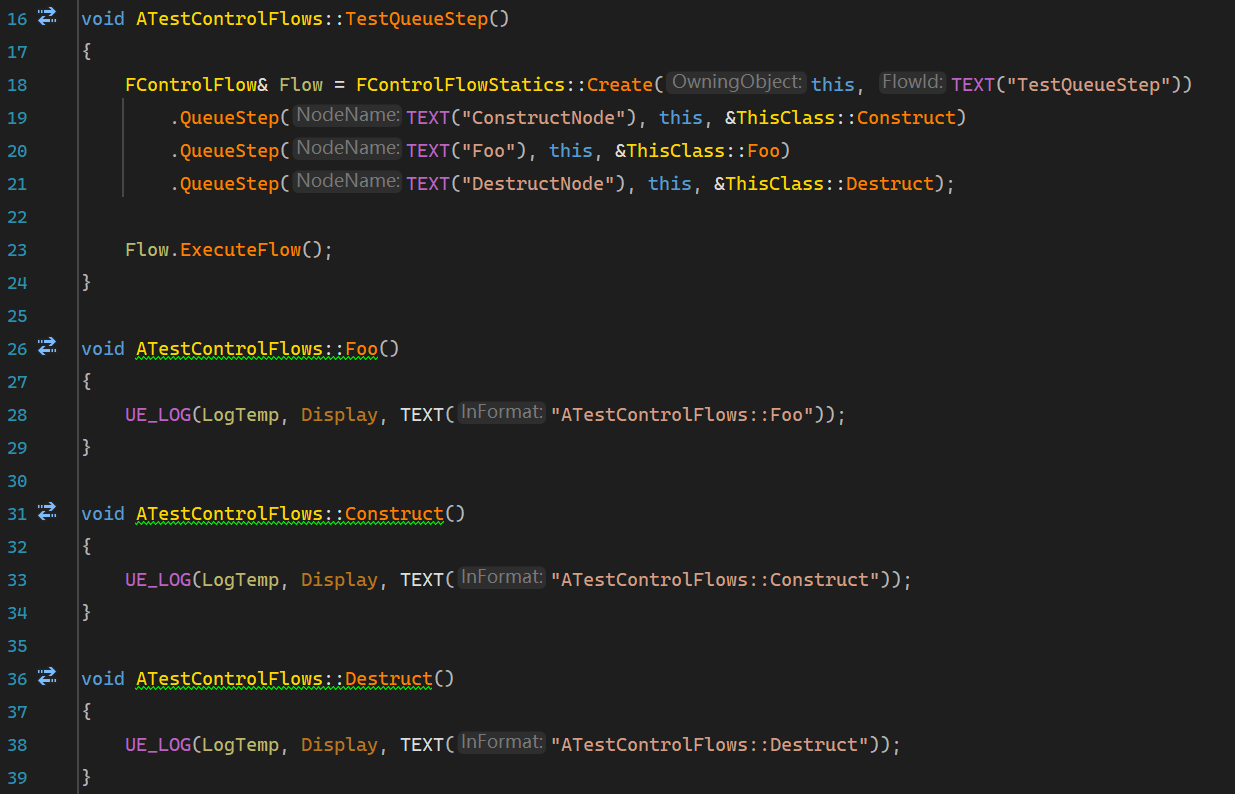 16 void ATestControlFlows::TestQueueStep()
17 {
18 FControlFlow& Flow = FControlFlowStatics::Create(OwningObject: this, FlowId: TEXT("TestQueueStep"))
19 .QueueStep(NodeName: TEXT("ConstructNode"), this, &ThisClass::Construct)
20 .QueueStep(NodeName: TEXT("Foo"), this, &ThisClass::Foo)
21 .QueueStep(NodeName: TEXT("DestructNode"), this, &ThisClass::Destruct);
22
23 Flow.ExecuteFlow();
24 }
25
26 void ATestControlFlows::Foo()
27 {
28 UE_LOG(LogTemp, Display, TEXT(InFormat: "ATestControlFlows::Foo"));
29 }
30
31 void ATestControlFlows::Construct()
32 {
33 UE_LOG(LogTemp, Display, TEXT(InFormat: "ATestControlFlows::Construct"));
34 }
35
36 void ATestControlFlows::Destruct()
37 {
38 UE_LOG(LogTemp, Display, TEXT(InFormat: "ATestControlFlows::Destruct"));
39 }